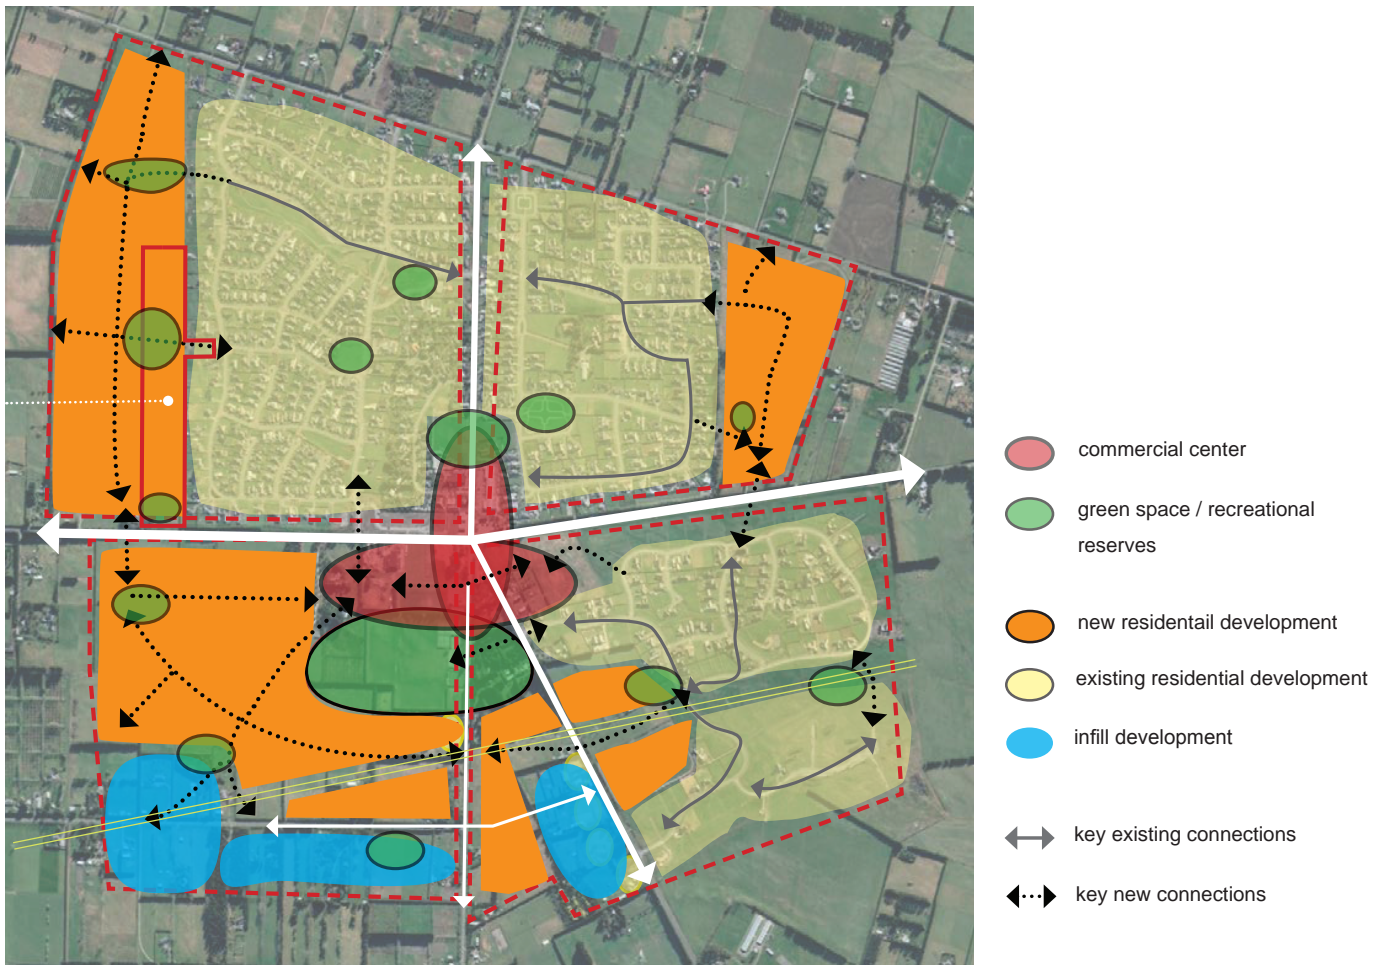 commercial center
green space / recreational
reserves
new residentail development
existing residential development
infill development
key existing connections
key new connections